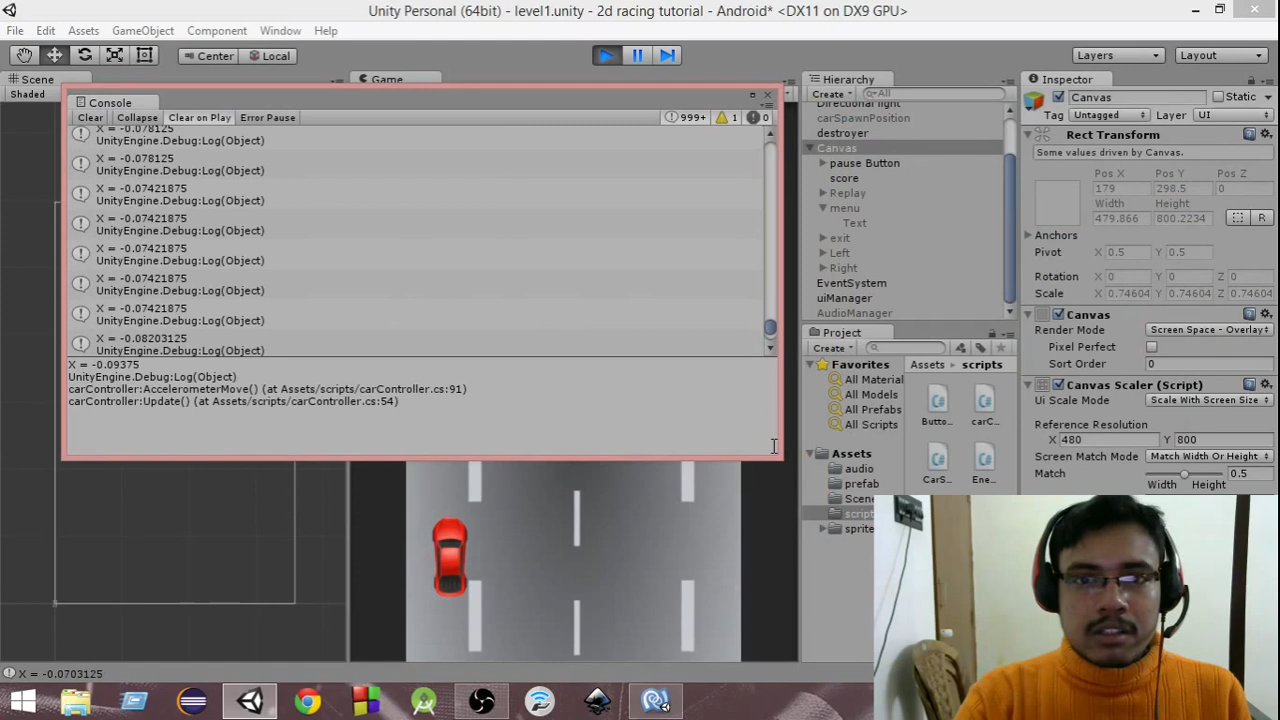 Unity Personal (64bit) - level1.unity - 2d racing tutorial - Android* <DX11 on DX9 GPU>
File Edit Assets GameObject Component Window Help
Center Local Layers Layout
Scene
Shaded
Game
Console
Clear Collapse Clear on Play Error Pause 999+ 1 0
X = -0.078125
UnityEngine.Debug:Log(Object)
X = -0.078125
UnityEngine.Debug:Log(Object)
X = -0.07421875
UnityEngine.Debug:Log(Object)
X = -0.07421875
UnityEngine.Debug:Log(Object)
X = -0.07421875
UnityEngine.Debug:Log(Object)
X = -0.07421875
UnityEngine.Debug:Log(Object)
X = -0.07421875
UnityEngine.Debug:Log(Object)
X = -0.08203125
UnityEngine.Debug:Log(Object)
X = -0.09375
UnityEngine.Debug:Log(Object)
carController:AccelerometerMove() (at Assets/scripts/carController.cs:91)
carController:Update() (at Assets/scripts/carController.cs:54)
X = -0.0703125
Hierarchy
Create All
Directional light
carSpawnPosition
destroyer
Canvas
pause Button
score
Replay
menu
Text
exit
Left
Right
EventSystem
uiManager
AudioManager
Project
Create
Favorites
All Material
All Models
All Prefabs
All Scripts
Assets
audio
prefab
Scene
script
sprite
Assets scripts
Butto... carC...
CarS... Ene...
Inspector
Canvas Static
Tag Untagged Layer UI
Rect Transform
Some values driven by Canvas.
Pos X Pos Y Pos Z
179 298.5 0
Width Height
479.866 800.2234 R
Anchors
Pivot X 0.5 Y 0.5
Rotation X 0 Y 0 Z 0
Scale X 0.74604 Y 0.74604 Z 0.74604
Canvas
Render Mode Screen Space - Overlay
Pixel Perfect
Sort Order 0
Canvas Scaler (Script)
Ui Scale Mode Scale With Screen Size
Reference Resolution
X 480 Y 800
Screen Match Mode Match Width Or Height
Match 0.5
Width Height